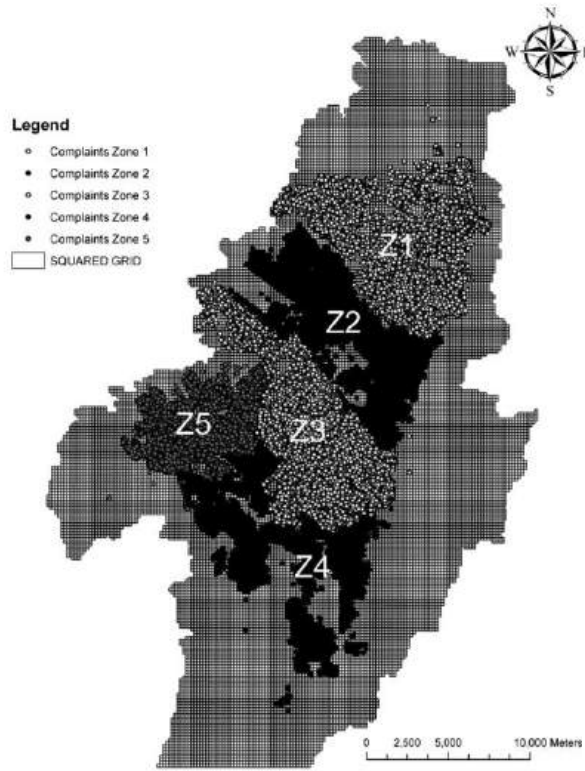 N
W E
S
Legend
Complaints Zone 1
Complaints Zone 2
Complaints Zone 3
Complaints Zone 4
Complaints Zone 5
SQUARED GRID
Z1
Z2
Z3
Z5
Z4
0 2,500 5,000 10,000 Meters